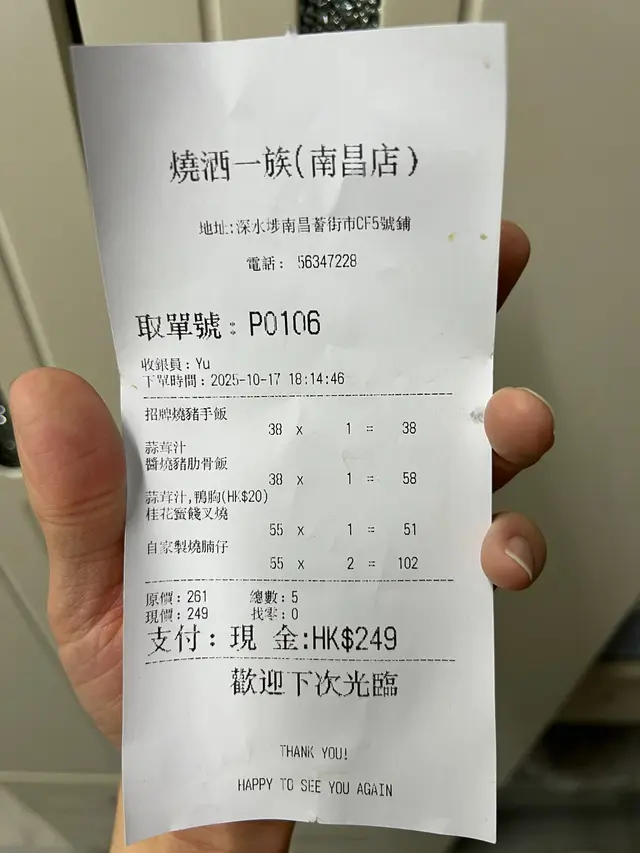 燒洒一族(南昌店)
地址:深水埗南昌薈街市CF5號鋪
電話: 56347228
取單號: P0106
收銀員:Yu
下單時間:2025-10-17 18:14:46
招牌燒豬手飯
38 x 1 = 38
蒜茸汁
醬燒豬肋骨飯
38 x 1 = 58
蒜茸汁,鴨胸(HK$20)
桂花蜜餞叉燒
55 x 1 = 51
自家製燒腩仔
55 x 2 = 102
原價:261 總數:5
現價:249 找零:0
支付:現 金:HK$249
歡迎下次光臨
THANK YOU!
HAPPY TO SEE YOU AGAIN